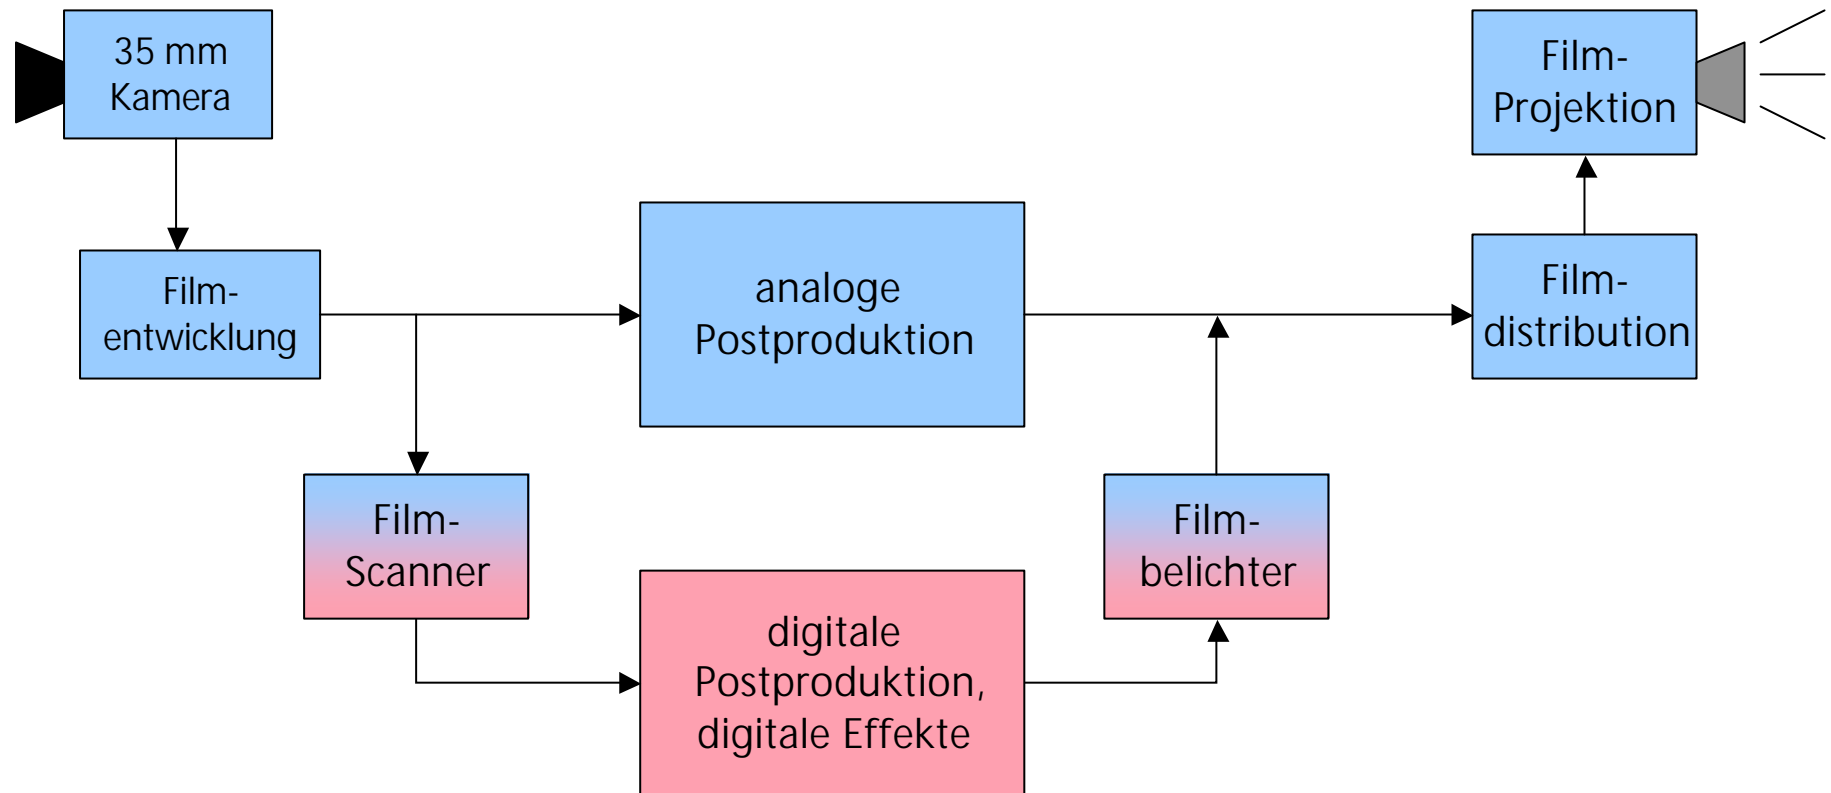 35 mm
Kamera
Film-
Projektion
Film-
entwicklung
analoge
Postproduktion
Film-
distribution
Film-
Scanner
Film-
belichter
digitale
Postproduktion,
digitale Effekte